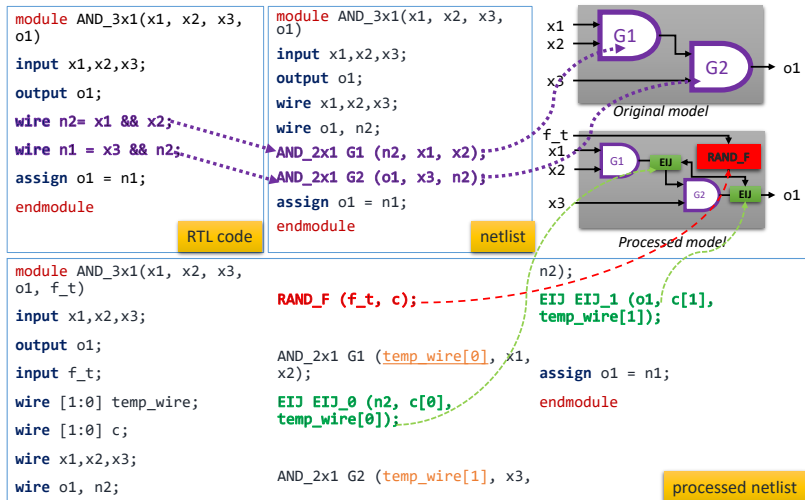 module AND_3x1(x1, x2, x3,
o1)
input x1,x2,x3;
output o1;
wire n2= x1 && x2;
wire n1 = x3 && n2;
assign o1 = n1;
endmodule
RTL code
module AND_3x1(x1, x2, x3,
o1)
input x1,x2,x3;
output o1;
wire x1,x2,x3;
wire o1, n2;
AND_2x1 G1 (n2, x1, x2);
AND_2x1 G2 (o1, x3, n2);
assign o1 = n1;
endmodule
netlist
x1
x2
x3
G1
G2
o1
Original model
f_t
x1
x2
x3
G1
EIJ
RAND_F
G2
EIJ
o1
Processed model
module AND_3x1(x1, x2, x3,
o1, f_t)
input x1,x2,x3;
output o1;
input f_t;
wire [1:0] temp_wire;
wire [1:0] c;
wire x1,x2,x3;
wire o1, n2;
RAND_F (f_t, c);
AND_2x1 G1 (temp_wire[0], x1,
x2);
EIJ EIJ_0 (n2, c[0],
temp_wire[0]);
AND_2x1 G2 (temp_wire[1], x3,
n2);
EIJ EIJ_1 (o1, c[1],
temp_wire[1]);
assign o1 = n1;
endmodule
processed netlist